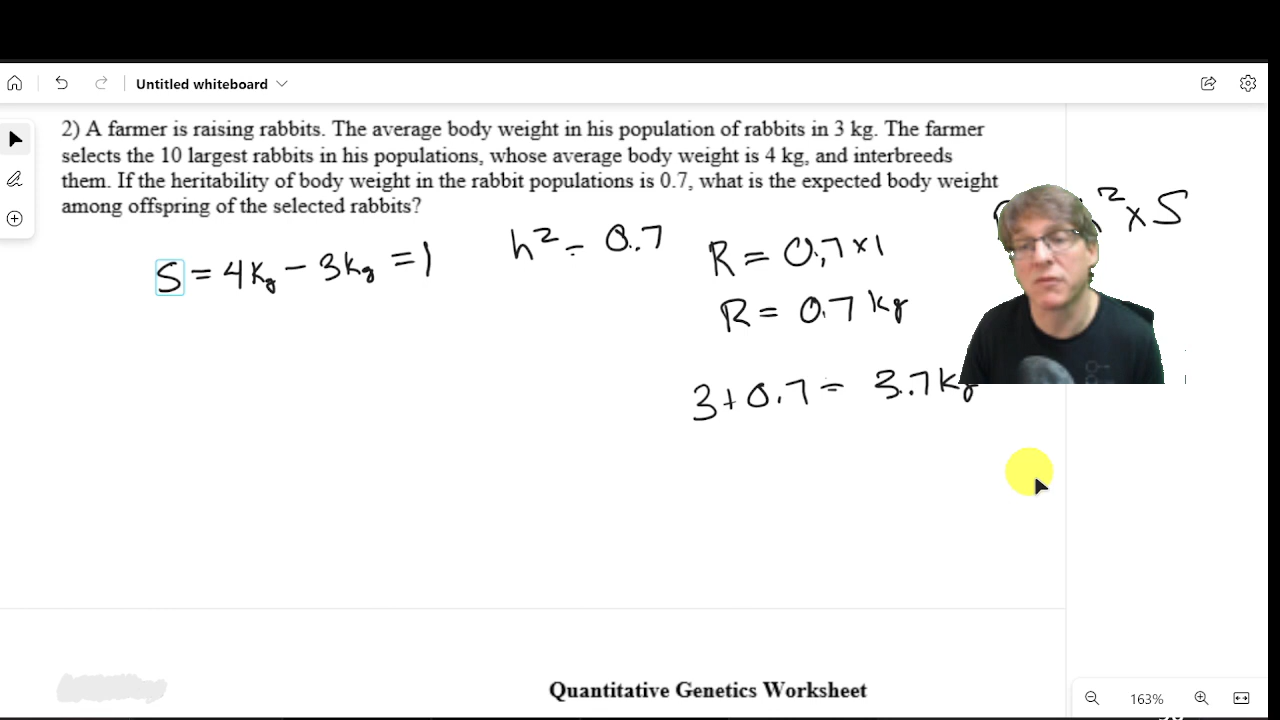 Untitled whiteboard
2) A farmer is raising rabbits. The average body weight in his population of rabbits in 3 kg. The farmer
selects the 10 largest rabbits in his populations, whose average body weight is 4 kg, and interbreeds
them. If the heritability of body weight in the rabbit populations is 0.7, what is the expected body weight
among offspring of the selected rabbits?
h² x S
S = 4kg - 3kg = 1
h² = 0.7
R = 0.7 x 1
R = 0.7 kg
3 + 0.7 = 3.7 kg
Quantitative Genetics Worksheet
163%